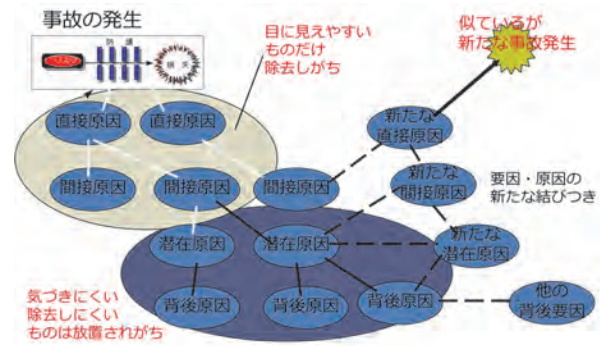 事故の発生
防護
損失
目に見えやすい
ものだけ
除去しがち
似ているが
新たな事故発生
直接原因
直接原因
新たな
直接原因
間接原因
間接原因
間接原因
新たな
間接原因
要因・原因の
新たな結びつき
潜在原因
潜在原因
新たな
潜在原因
気づきにくい
除去しにくい
ものは放置されがち
背後原因
背後原因
背後原因
他の
背後要因